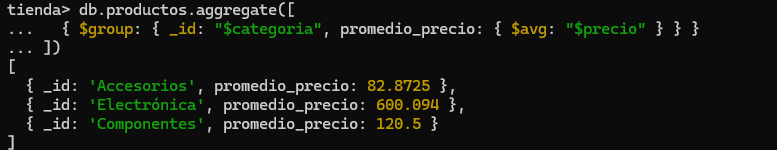 tienda> db.productos.aggregate([
...   { $group: { _id: "$categoria", promedio_precio: { $avg: "$precio" } } }
... ])
[
  { _id: 'Accesorios', promedio_precio: 82.8725 },
  { _id: 'Electrónica', promedio_precio: 600.094 },
  { _id: 'Componentes', promedio_precio: 120.5 }
]